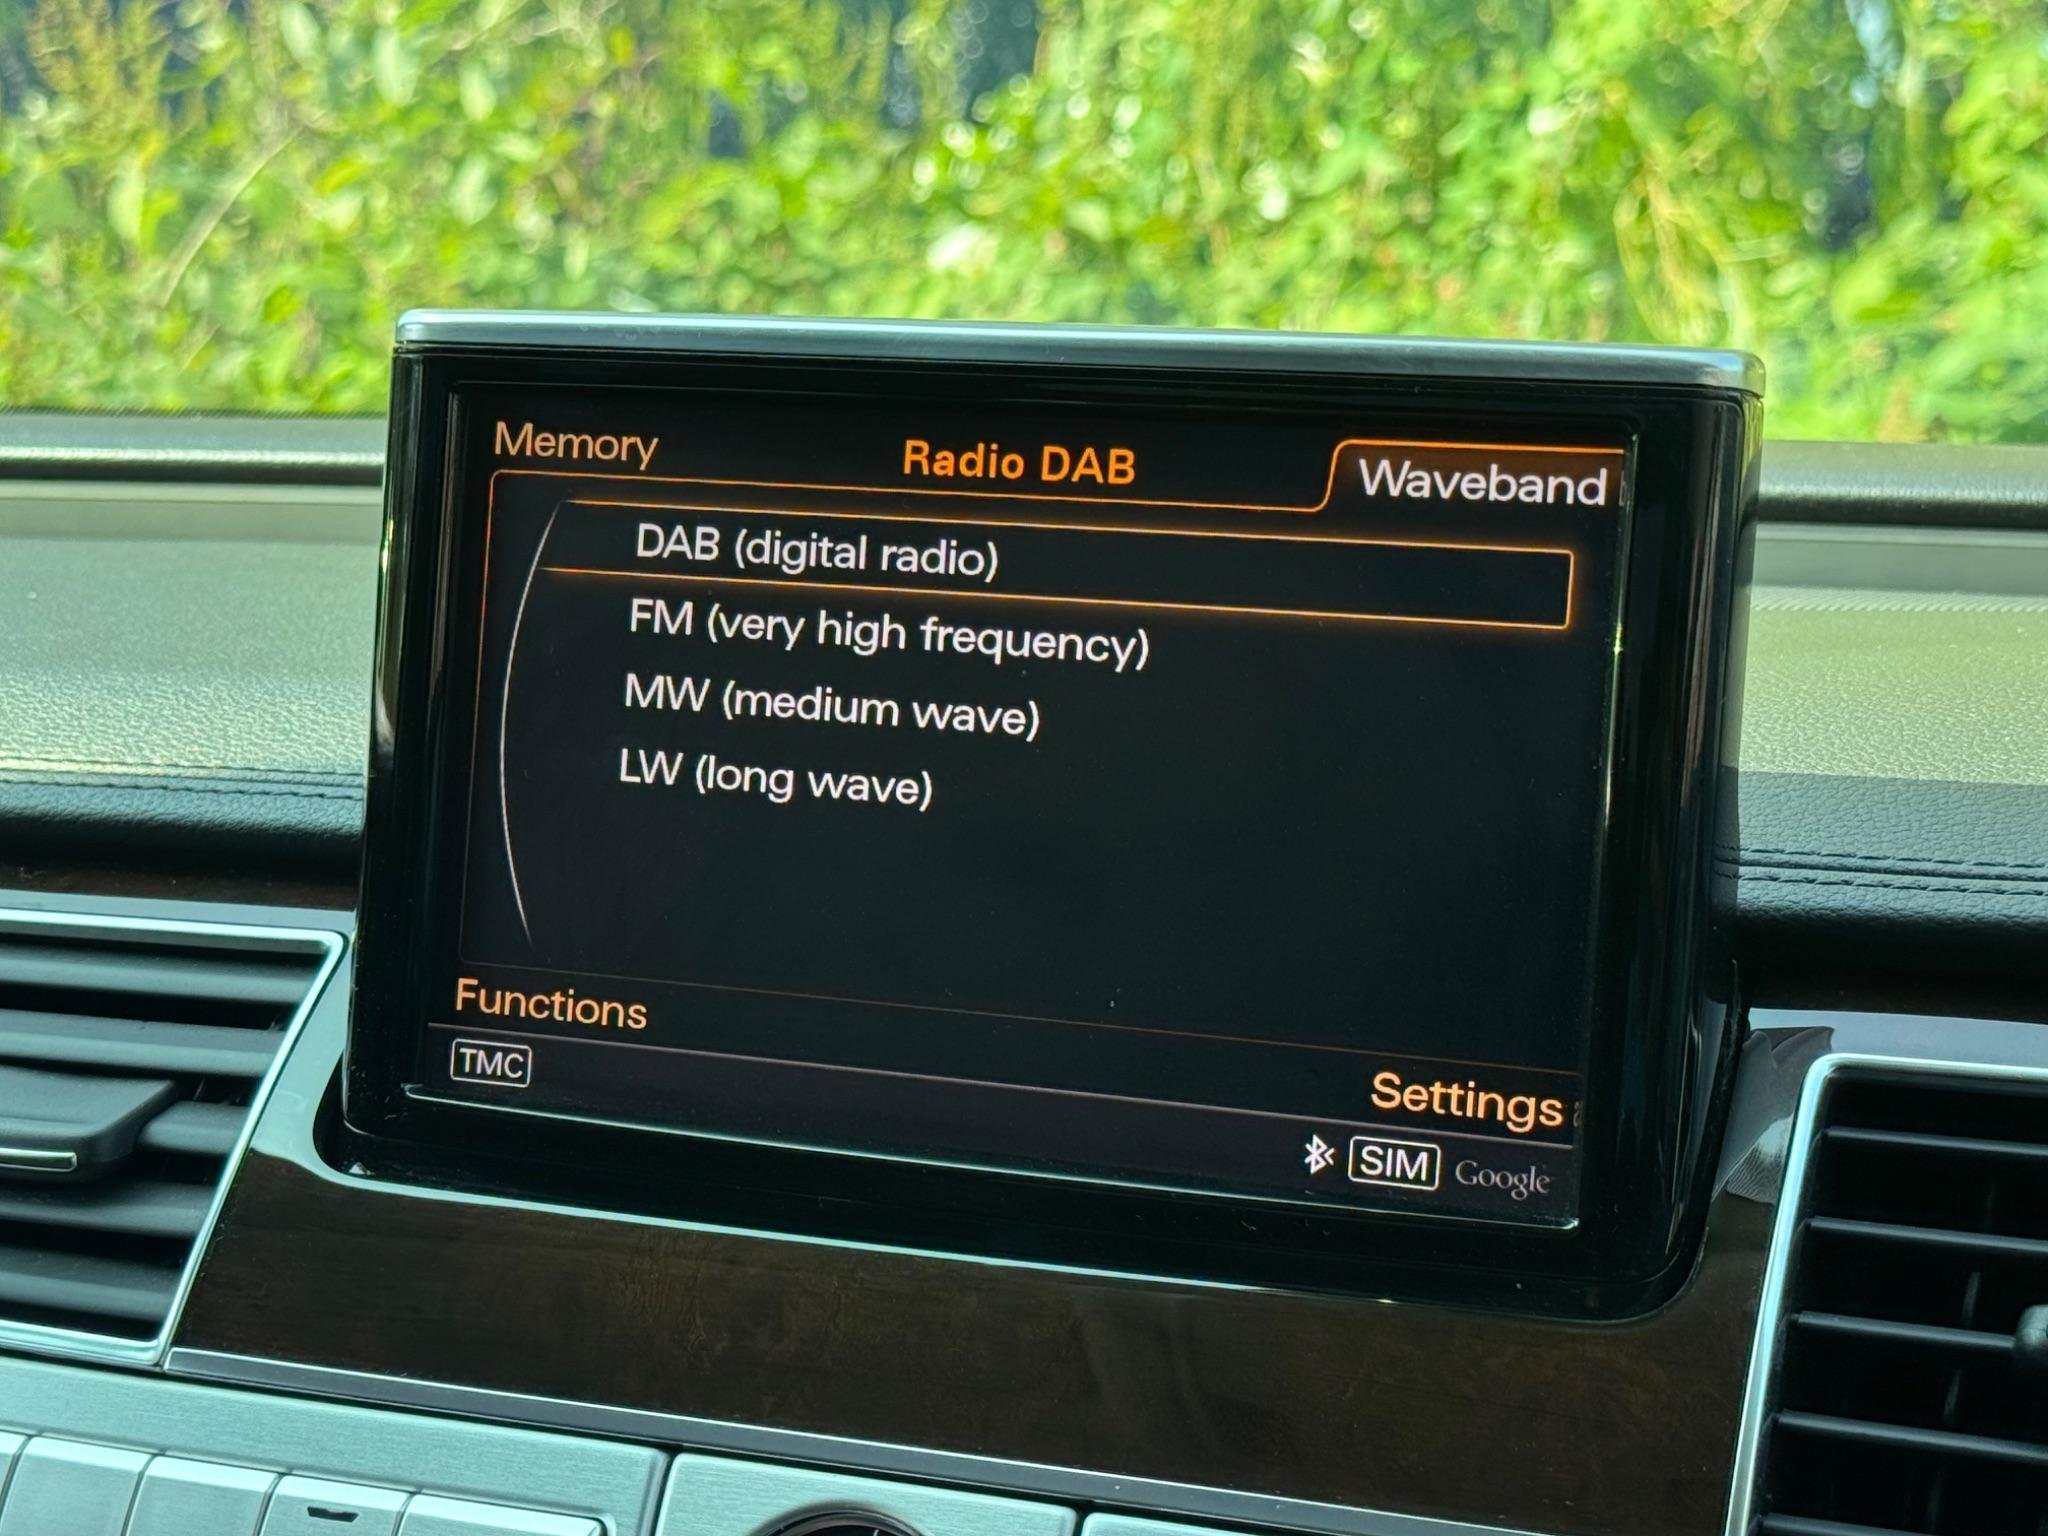 Memory
Radio DAB
Waveband
DAB (digital radio)
FM (very high frequency)
MW (medium wave)
LW (long wave)
Functions
TMC
Settings
SIM
Google